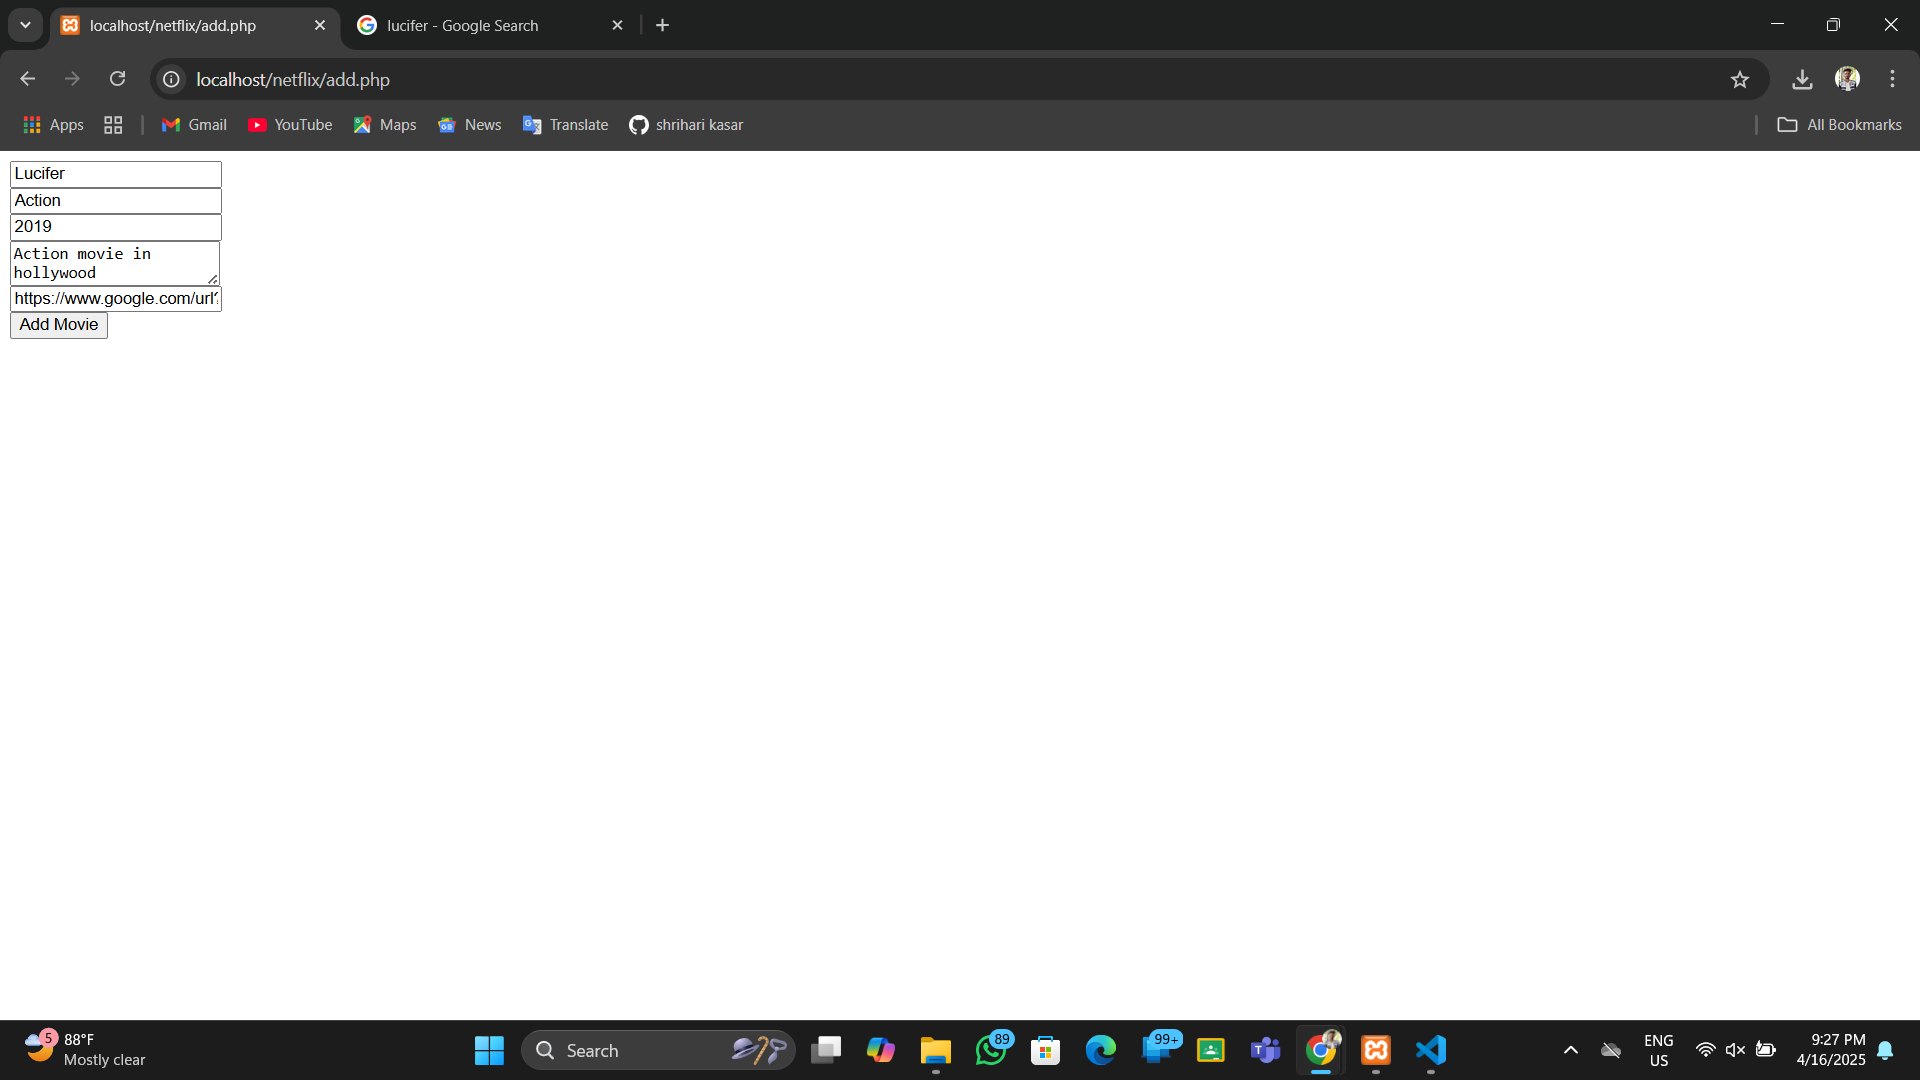 localhost/netflix/add.php
lucifer - Google Search
localhost/netflix/add.php
Apps
Gmail
YouTube
Maps
News
Translate
shrihari kasar
All Bookmarks
Lucifer
Action
2019
Action movie in
hollywood
https://www.google.com/url?
Add Movie
5
88°F
Mostly clear
Search
89
99+
ENG
US
9:27 PM
4/16/2025